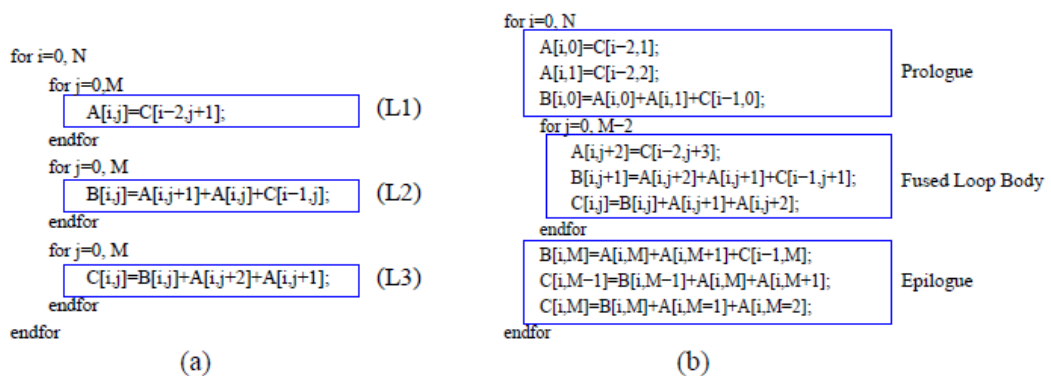 for i=0, N
for j=0,M
A[i,j]=C[i−2,j+1];
(L1)
endfor
for j=0, M
B[i,j]=A[i,j+1]+A[i,j]+C[i−1,j];
(L2)
endfor
for j=0, M
C[i,j]=B[i,j]+A[i,j+2]+A[i,j+1];
(L3)
endfor
endfor
(a)
for i=0, N
A[i,0]=C[i−2,1];
A[i,1]=C[i−2,2];
B[i,0]=A[i,0]+A[i,1]+C[i−1,0];
Prologue
for j=0, M−2
A[i,j+2]=C[i−2,j+3];
B[i,j+1]=A[i,j+2]+A[i,j+1]+C[i−1,j+1];
C[i,j]=B[i,j]+A[i,j+1]+A[i,j+2];
Fused Loop Body
endfor
B[i,M]=A[i,M]+A[i,M+1]+C[i−1,M];
C[i,M−1]=B[i,M−1]+A[i,M]+A[i,M+1];
C[i,M]=B[i,M]+A[i,M=1]+A[i,M=2];
Epilogue
endfor
(b)